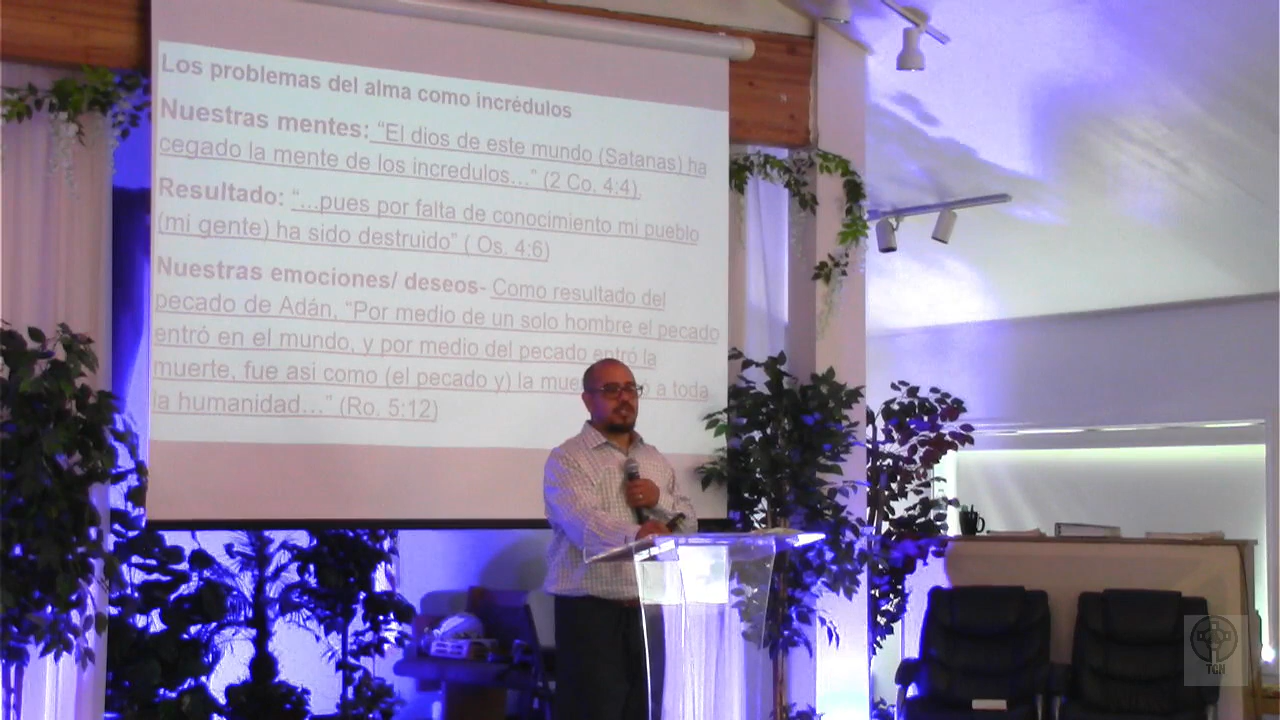 Los problemas del alma como incrédulos
Nuestras mentes: “El dios de este mundo (Satanas) ha
cegado la mente de los incredulos…” (2 Co. 4:4).
Resultado: “...pues por falta de conocimiento mi pueblo
(mi gente) ha sido destruido” ( Os. 4:6)
Nuestras emociones/ deseos- Como resultado del
pecado de Adán, “Por medio de un solo hombre el pecado
entró en el mundo, y por medio del pecado entró la
muerte, fue asi como (el pecado y) la a toda
la humanidad…” (Ro. 5:12)
TGN